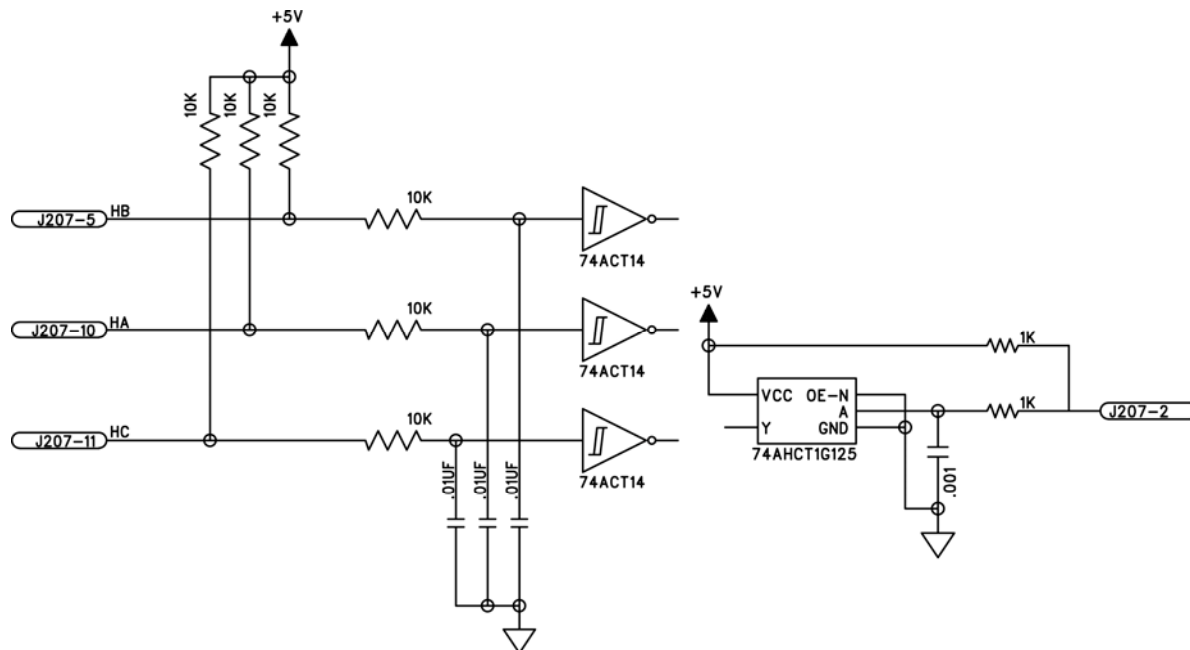 +5V
10K
10K
10K
J207-5
HB
10K
74ACT14
J207-10
HA
10K
74ACT14
J207-11
HC
10K
74ACT14
.01UF
.01UF
.01UF
+5V
1K
VCC OE-N
A
Y GND
74AHCT1G125
1K
J207-2
.001